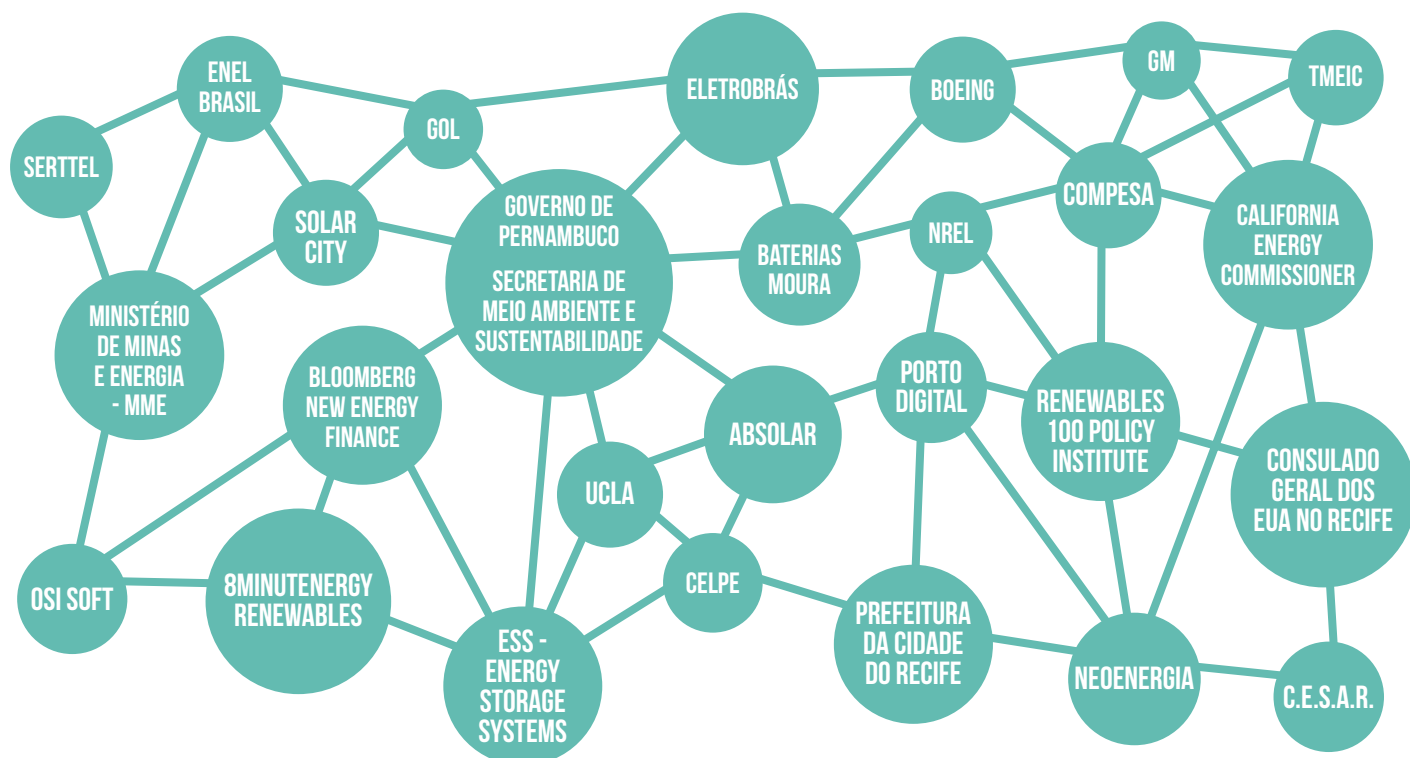 ENEL
BRASIL
SERTTEL
GOL
SOLAR
CITY
ELETROBRÁS
BOEING
GM
TMEIC
GOVERNO DE
PERNAMBUCO
SECRETARIA DE
MEIO AMBIENTE E
SUSTENTABILIDADE
BATERIAS
MOURA
NREL
COMPESA
CALIFORNIA
ENERGY
COMMISSIONER
MINISTÉRIO
DE MINAS
E ENERGIA
- MME
BLOOMBERG
NEW ENERGY
FINANCE
ABSOLAR
PORTO
DIGITAL
RENEWABLES
100 POLICY
INSTITUTE
CONSULADO
GERAL DOS
EUA NO RECIFE
UCLA
OSI SOFT
8MINUTENERGY
RENEWABLES
ESS -
ENERGY
STORAGE
SYSTEMS
CELPE
PREFEITURA
DA CIDADE
DO RECIFE
NEOENERGIA
C.E.S.A.R.